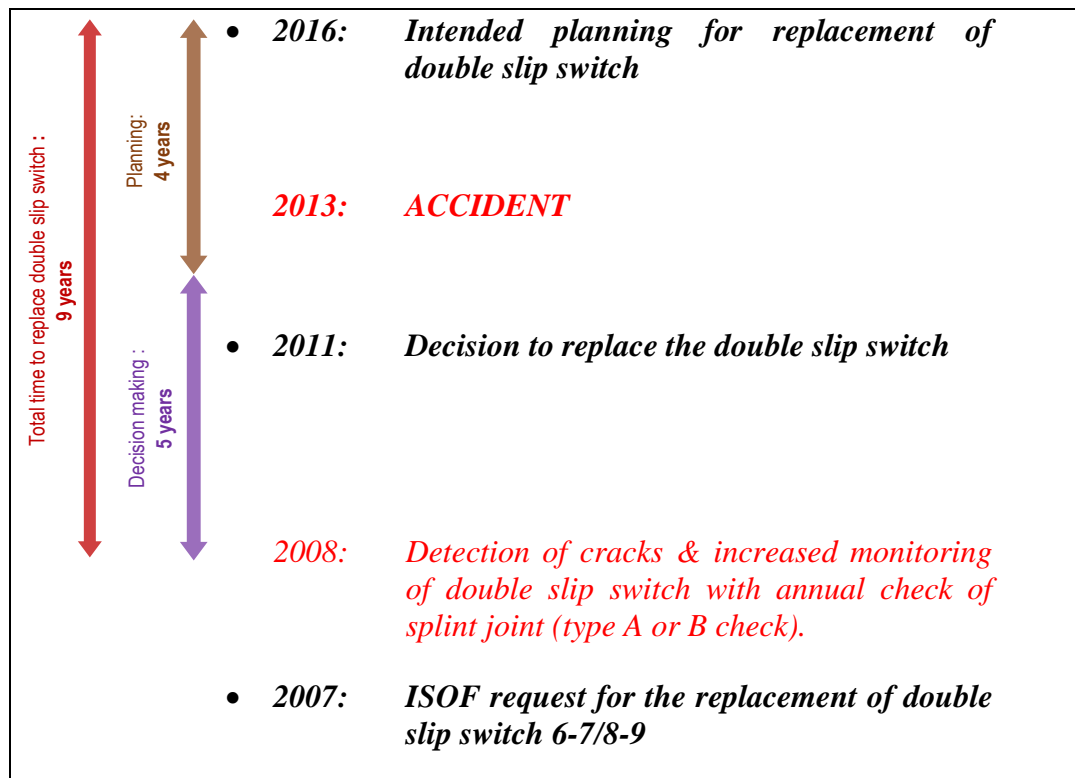 Total time to replace double slip switch :
9 years
Planning:
4 years
Decision making :
5 years
• 2016: Intended planning for replacement of
double slip switch
2013: ACCIDENT
• 2011: Decision to replace the double slip switch
2008: Detection of cracks & increased monitoring
of double slip switch with annual check of
splint joint (type A or B check).
• 2007: ISOF request for the replacement of double
slip switch 6-7/8-9